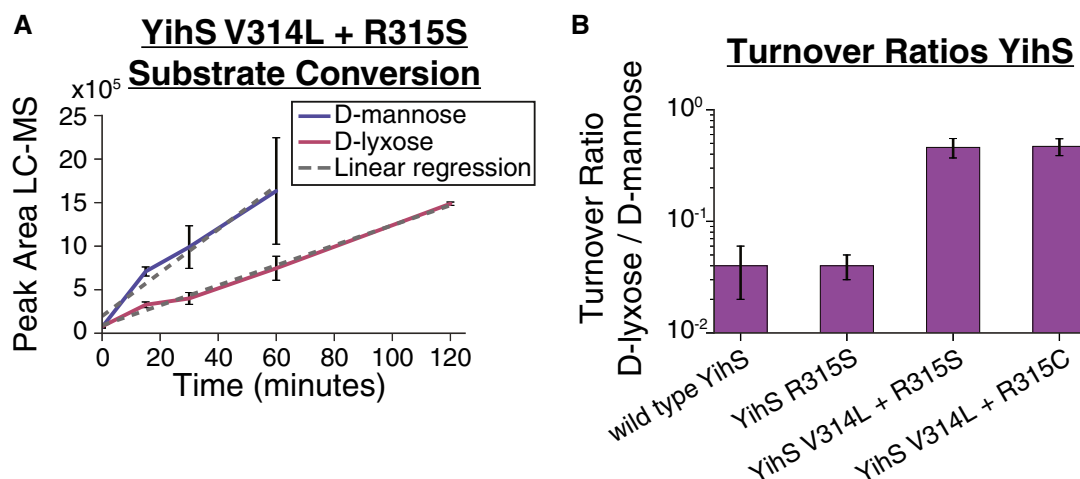 A
YihS V314L + R315S
Substrate Conversion
x10⁵
25
20
15
10
5
0
Peak Area LC-MS
D-mannose
D-lyxose
Linear regression
0 20 40 60 80 100 120
Time (minutes)
B
Turnover Ratios YihS
Turnover Ratio
D-lyxose / D-mannose
10⁰
10⁻¹
10⁻²
wild type YihS
YihS R315S
YihS V314L + R315S
YihS V314L + R315C